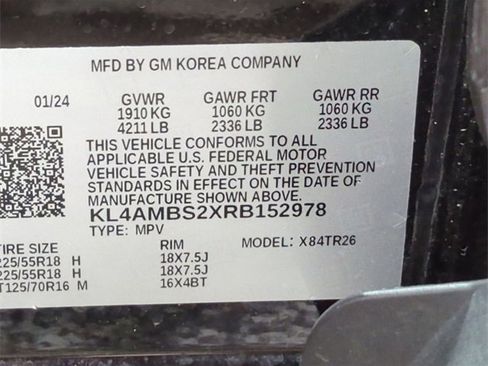 MFD BY GM KOREA COMPANY
01/24 GVWR GAWR FRT GAWR RR
1910 KG 1060 KG 1060 KG
4211 LB 2336 LB 2336 LB
THIS VEHICLE CONFORMS TO ALL
APPLICABLE U.S. FEDERAL MOTOR
VEHICLE SAFETY AND THEFT PREVENTION
STANDARDS IN EFFECT ON THE DATE OF
MANUFACTURE SHOWN ABOVE.
KL4AMBS2XRB152978
TYPE: MPV MODEL: X84TR26
TIRE SIZE RIM
225/55R18 H 18X7.5J
225/55R18 H 18X7.5J
T125/70R16 M 16X4BT